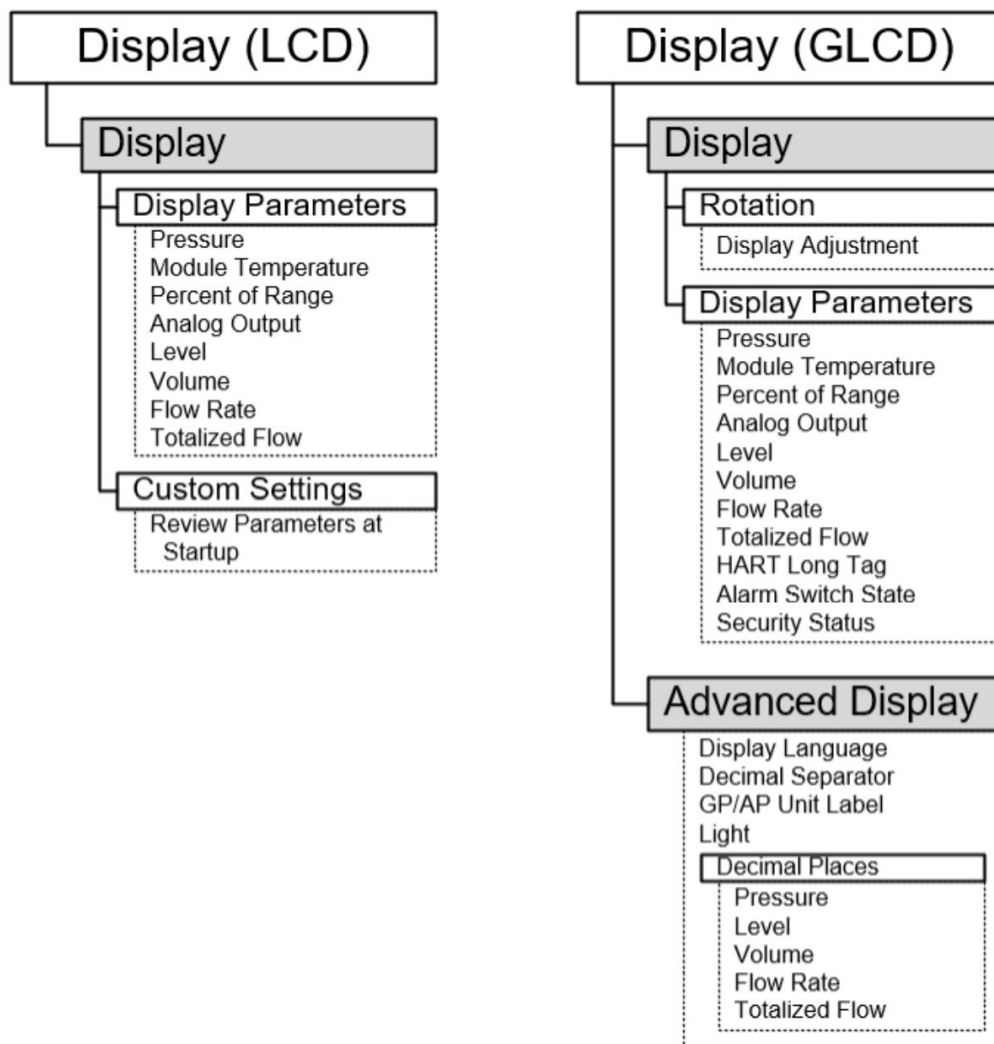 Display (LCD)
Display
Display Parameters
Pressure
Module Temperature
Percent of Range
Analog Output
Level
Volume
Flow Rate
Totalized Flow
Custom Settings
Review Parameters at
Startup
Display (GLCD)
Display
Rotation
Display Adjustment
Display Parameters
Pressure
Module Temperature
Percent of Range
Analog Output
Level
Volume
Flow Rate
Totalized Flow
HART Long Tag
Alarm Switch State
Security Status
Advanced Display
Display Language
Decimal Separator
GP/AP Unit Label
Light
Decimal Places
Pressure
Level
Volume
Flow Rate
Totalized Flow